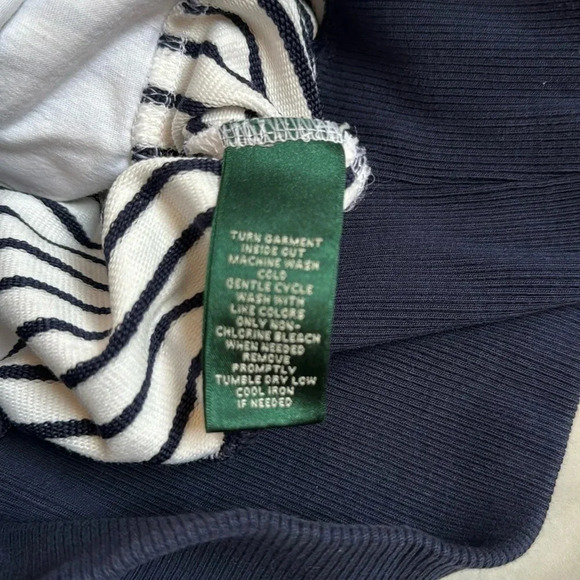 TURN GARMENT
INSIDE OUT
MACHINE WASH
COLD
GENTLE CYCLE
WASH WITH
LIKE COLORS
ONLY NON-
CHLORINE BLEACH
WHEN NEEDED
REMOVE
PROMPTLY
TUMBLE DRY LOW
COOL IRON
IF NEEDED